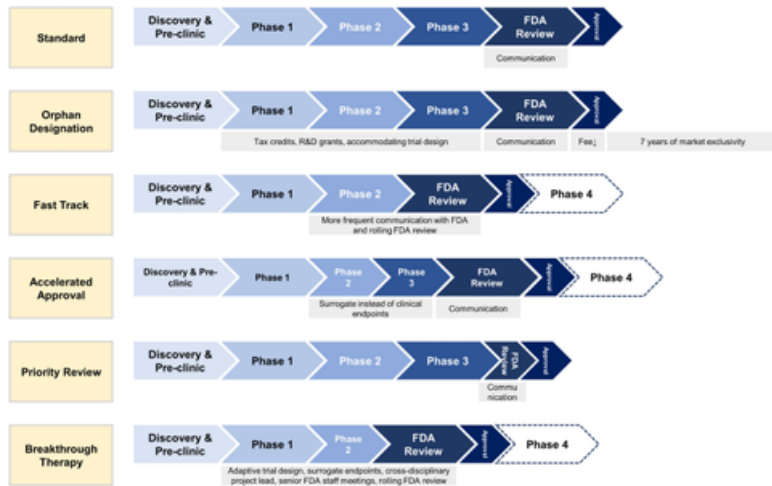 Standard
Discovery &
Pre-clinic
Phase 1
Phase 2
Phase 3
FDA
Review
Approval
Communication
Orphan
Designation
Discovery &
Pre-clinic
Phase 1
Phase 2
Phase 3
FDA
Review
Approval
Tax credits, R&D grants, accommodating trial design
Communication
Fee↓
7 years of market exclusivity
Fast Track
Discovery &
Pre-clinic
Phase 1
Phase 2
FDA
Review
Approval
Phase 4
More frequent communication with FDA
and rolling FDA review
Accelerated
Approval
Discovery & Pre-
clinic
Phase 1
Phase
2
Phase
3
FDA
Review
Approval
Phase 4
Surrogate instead of clinical
endpoints
Communication
Priority Review
Discovery &
Pre-clinic
Phase 1
Phase 2
Phase 3
FDA
Review
Approval
Commu
nication
Breakthrough
Therapy
Discovery &
Pre-clinic
Phase 1
Phase
2
FDA
Review
Approval
Phase 4
Adaptive trial design, surrogate endpoints, cross-disciplinary
project lead, senior FDA staff meetings, rolling FDA review